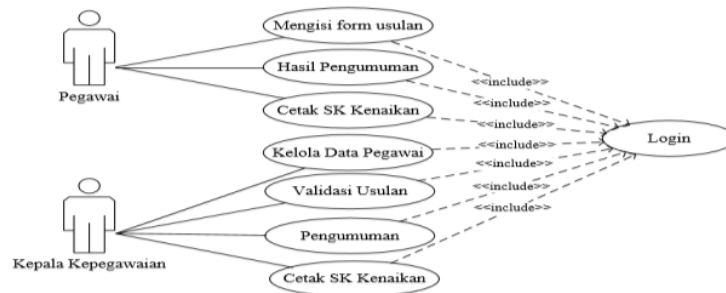 Mengisi form usulan
Hasil Pengumuman
Cetak SK Kenaikan
Pegawai
Kelola Data Pegawai
Validasi Usulan
Pengumuman
Cetak SK Kenaikan
Kepala Kepegawaian
<<include>>
<<include>>
<<include>>
<<include>>
<<include>>
<<include>>
<<include>>
Login